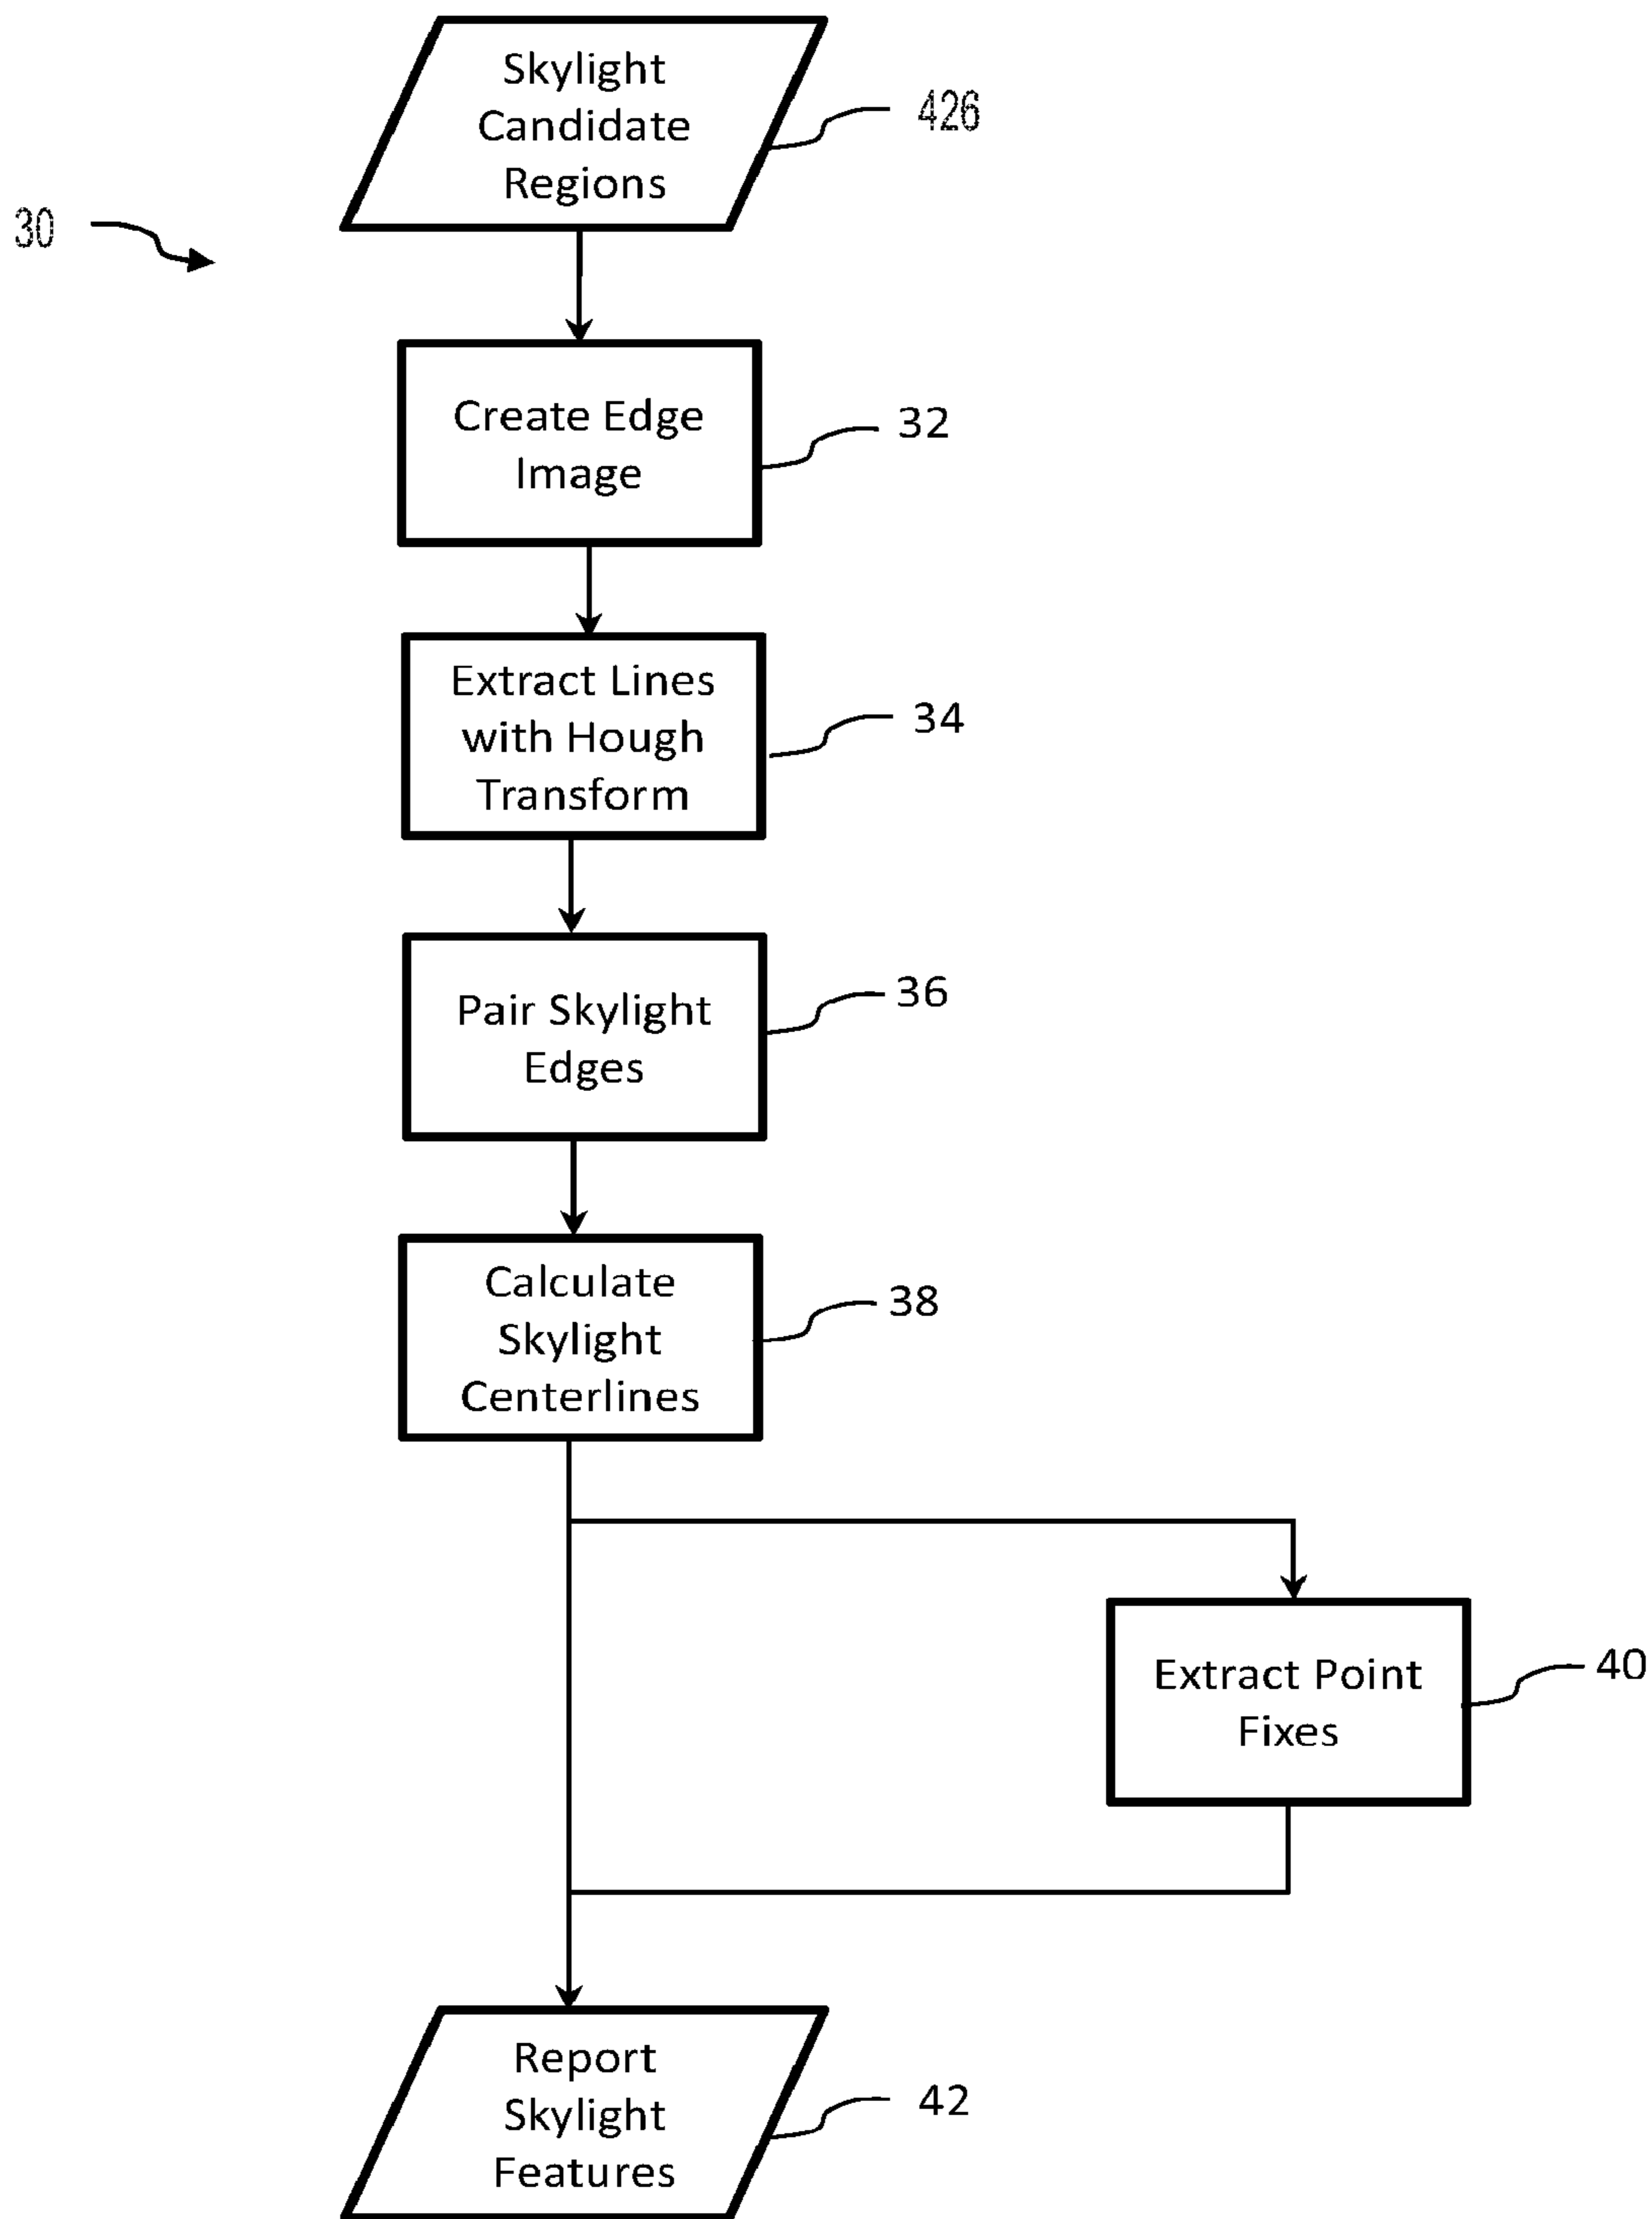 Skylight
Candidate
Regions
426
30
Create Edge
Image
32
Extract Lines
with Hough
Transform
34
Pair Skylight
Edges
36
Calculate
Skylight
Centerlines
38
Extract Point
Fixes
40
Report
Skylight
Features
42